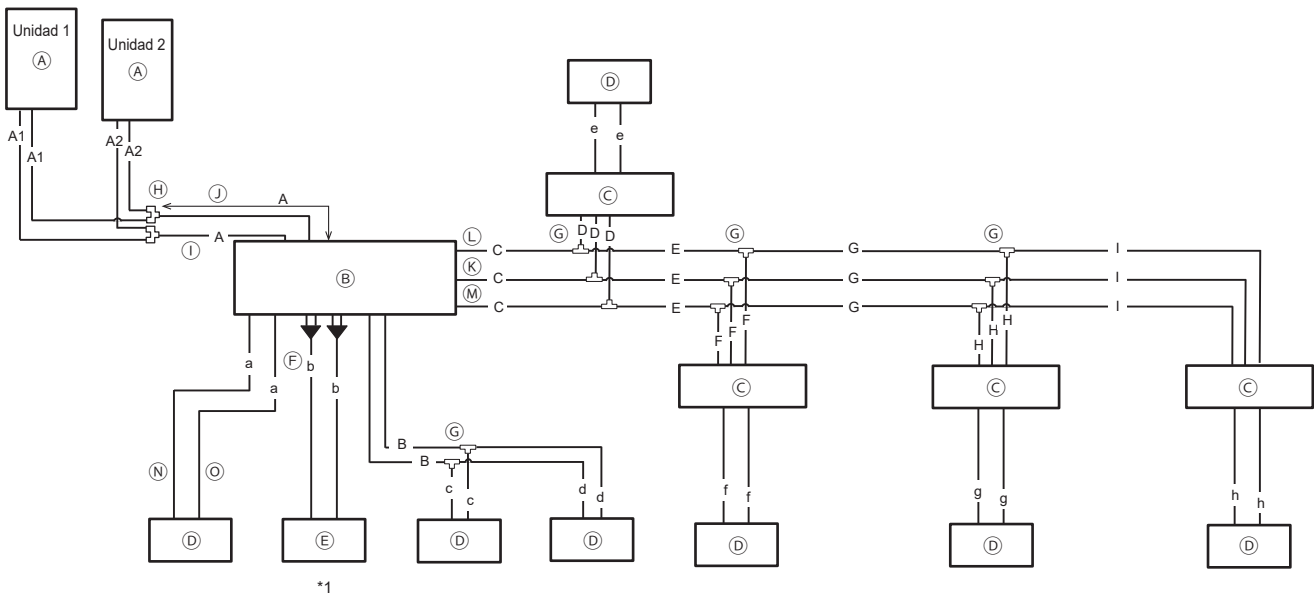 Unidad 1
Ⓐ
Unidad 2
Ⓐ
Ⓓ
A1
A1
A2
A2
e
e
Ⓗ
Ⓙ
A
Ⓒ
Ⓘ
A
Ⓖ
D
D
D
Ⓛ
C
E
Ⓖ
G
Ⓖ
I
Ⓚ
C
E
G
I
Ⓜ
C
E
G
I
Ⓑ
F
F
F
H
H
H
a
a
Ⓕ
b
b
Ⓒ
Ⓒ
Ⓒ
B
Ⓖ
B
Ⓝ
Ⓞ
c
c
d
d
f
f
g
g
h
h
Ⓓ
Ⓔ
Ⓓ
Ⓓ
Ⓓ
Ⓓ
Ⓓ
*1